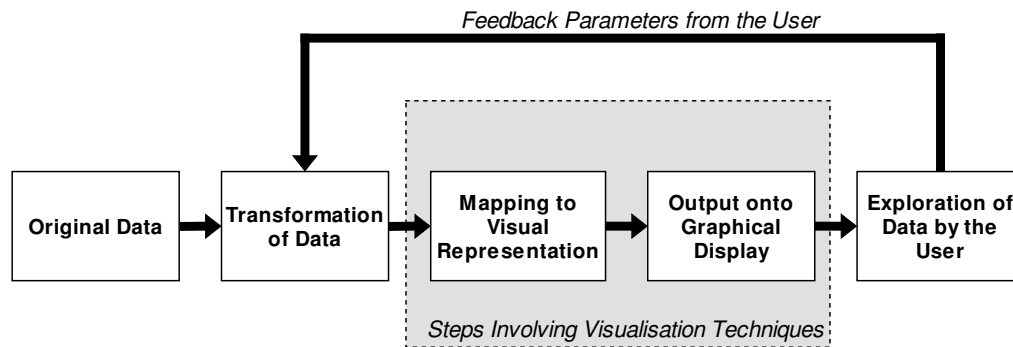 Feedback Parameters from the User
Original Data
Transformation
of Data
Mapping to
Visual
Representation
Output onto
Graphical
Display
Exploration of
Data by the
User
Steps Involving Visualisation Techniques